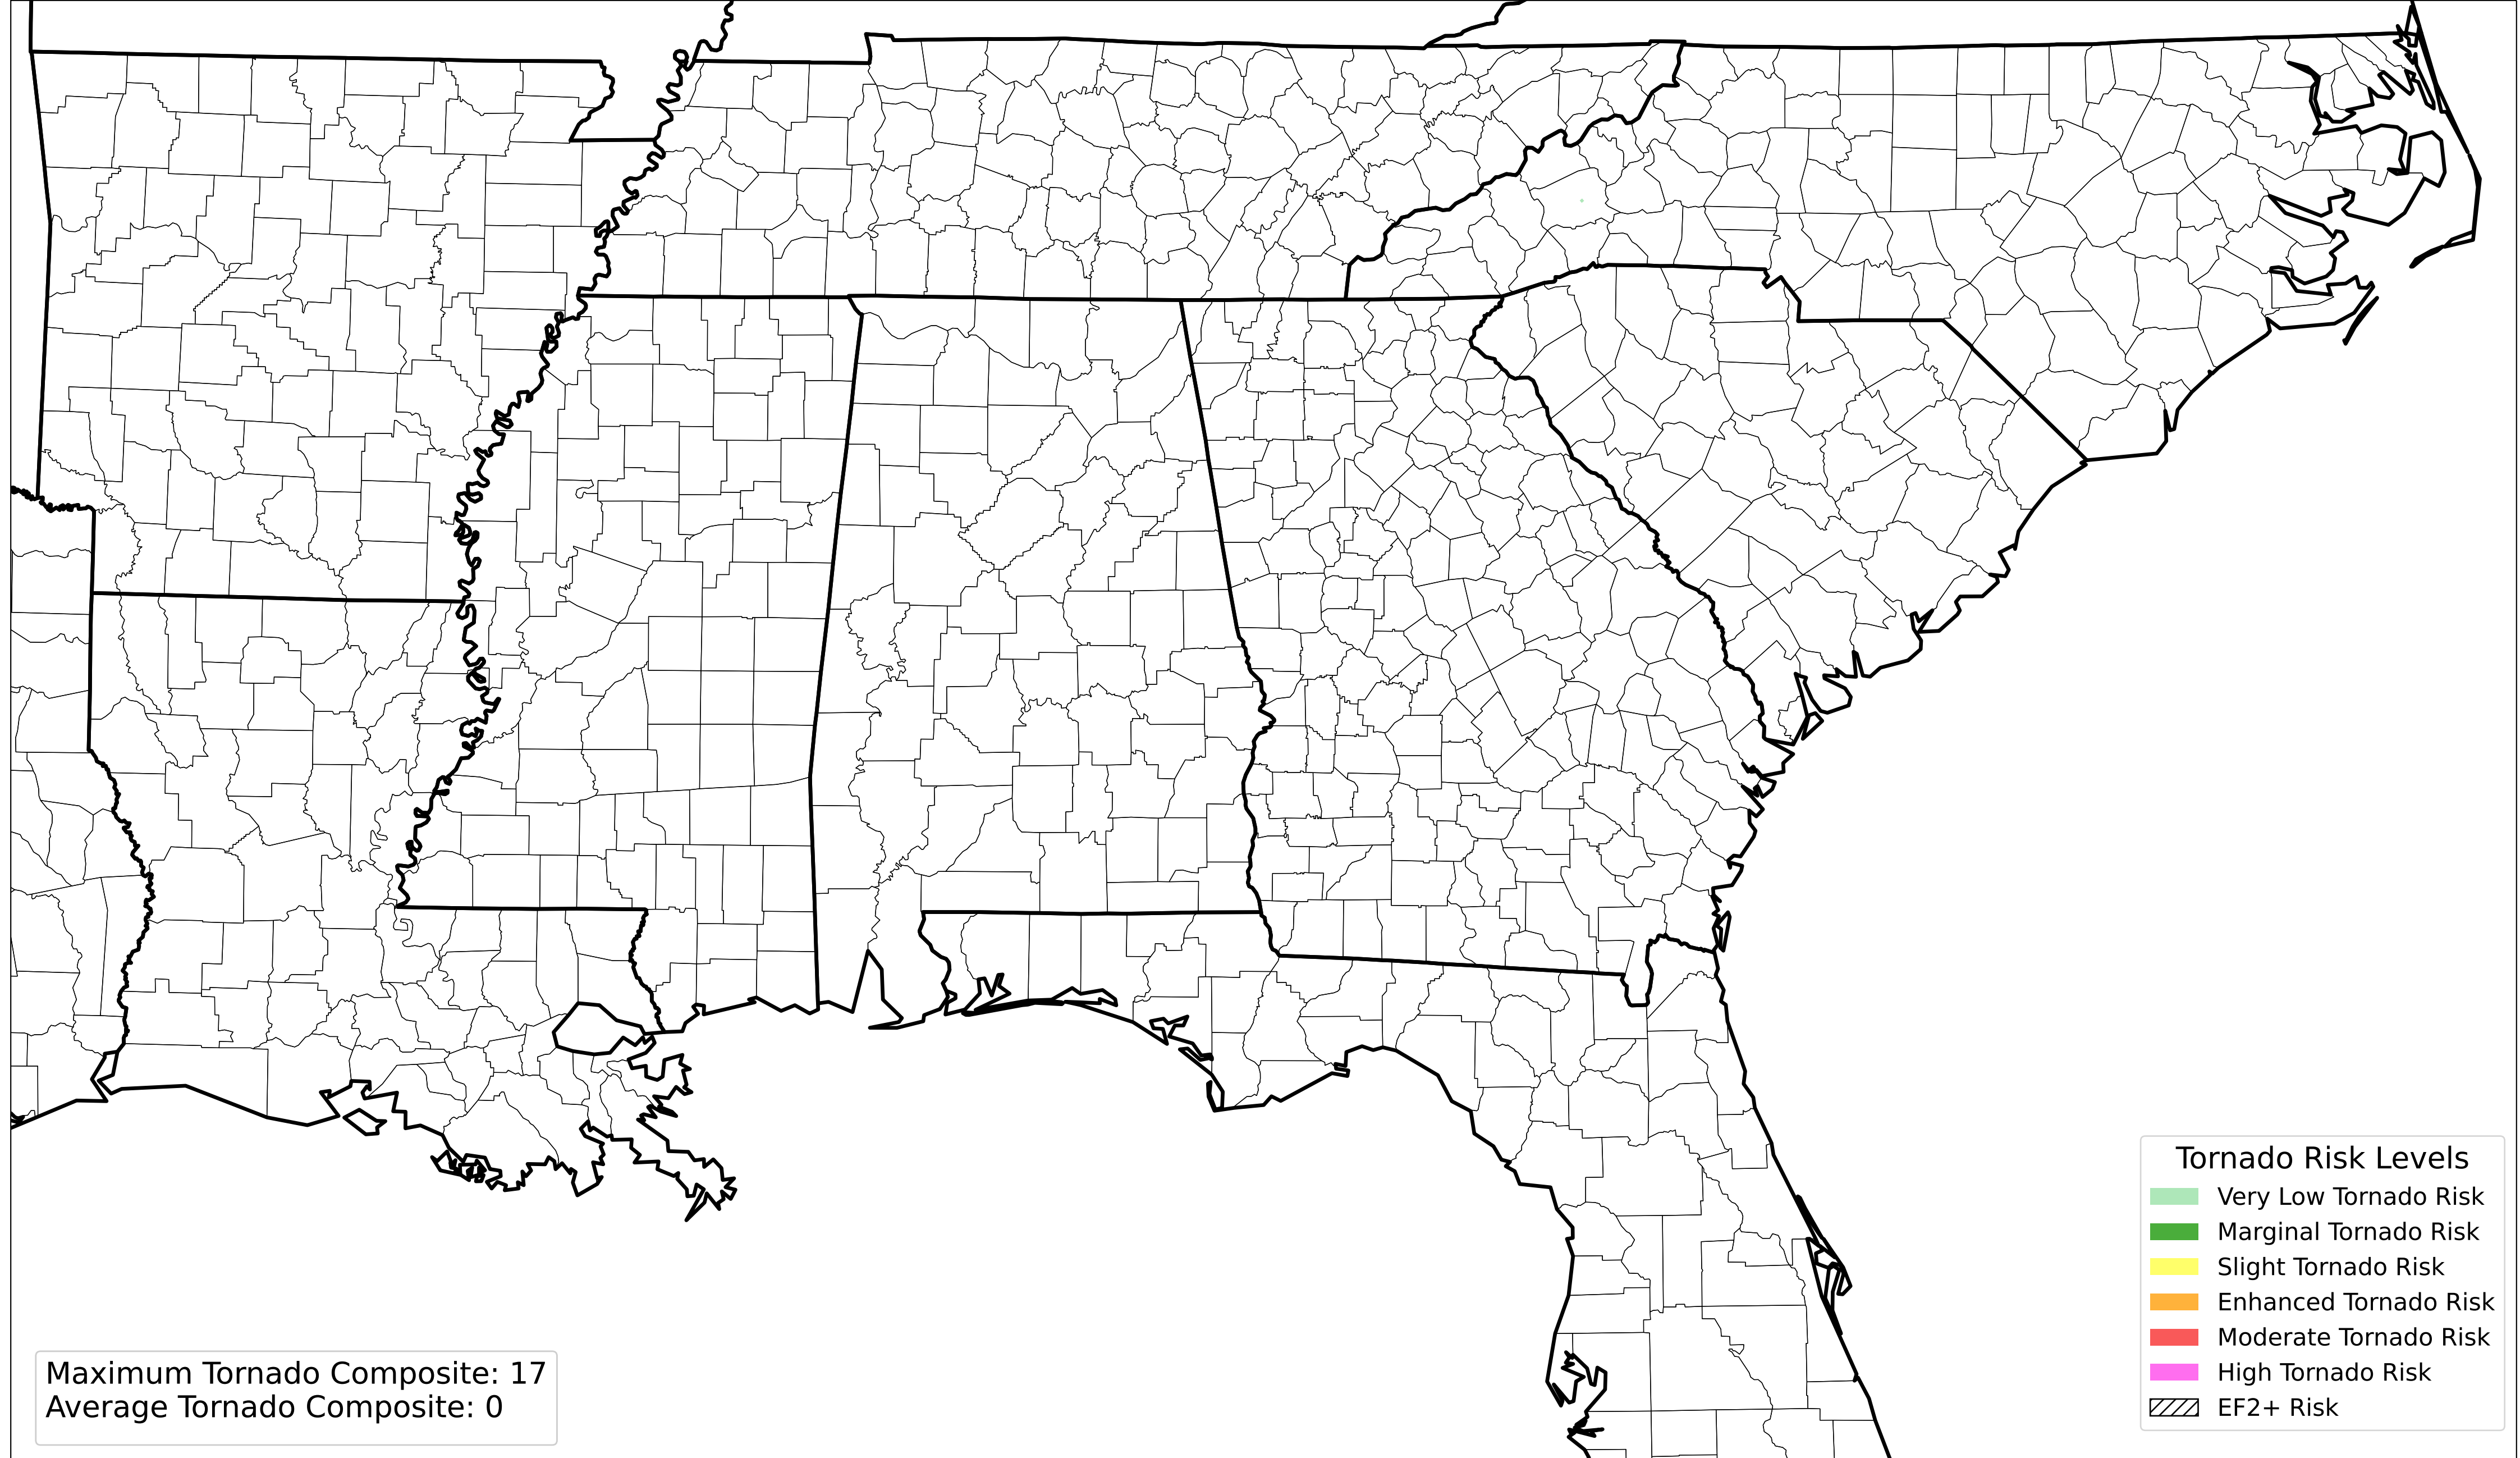 Tornado Risk Levels
Very Low Tornado Risk
Marginal Tornado Risk
Slight Tornado Risk
Enhanced Tornado Risk
Moderate Tornado Risk
High Tornado Risk
EF2+ Risk
Maximum Tornado Composite: 17
Average Tornado Composite: 0